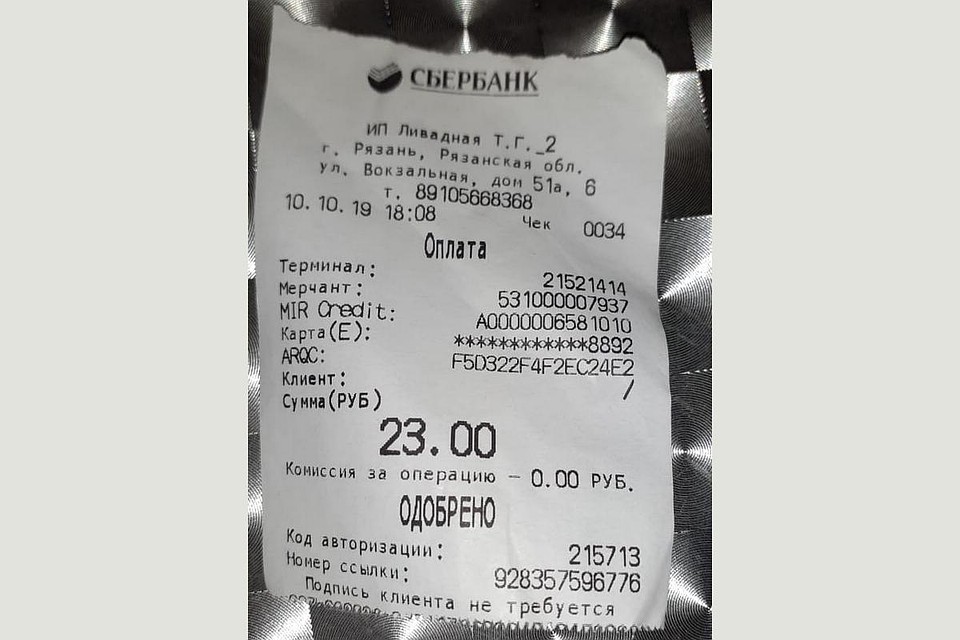 СБЕРБАНК
ИП Ливадная Т.Г._2
г. Рязань, Рязанская обл.
ул. Вокзальная, дом 51а, 6
т. 89105668368
10.10.19 18:08 Чек 0034
Оплата
Терминал: 21521414
Мерчант: 531000007937
MIR Credit: A0000006581010
Карта(E): ************8892
ARQC: F5D322F4F2EC24E2
Клиент: /
Сумма(РУБ)
23.00
Комиссия за операцию – 0.00 РУБ.
ОДОБРЕНО
Код авторизации: 215713
Номер ссылки: 928357596776
Подпись клиента не требуется